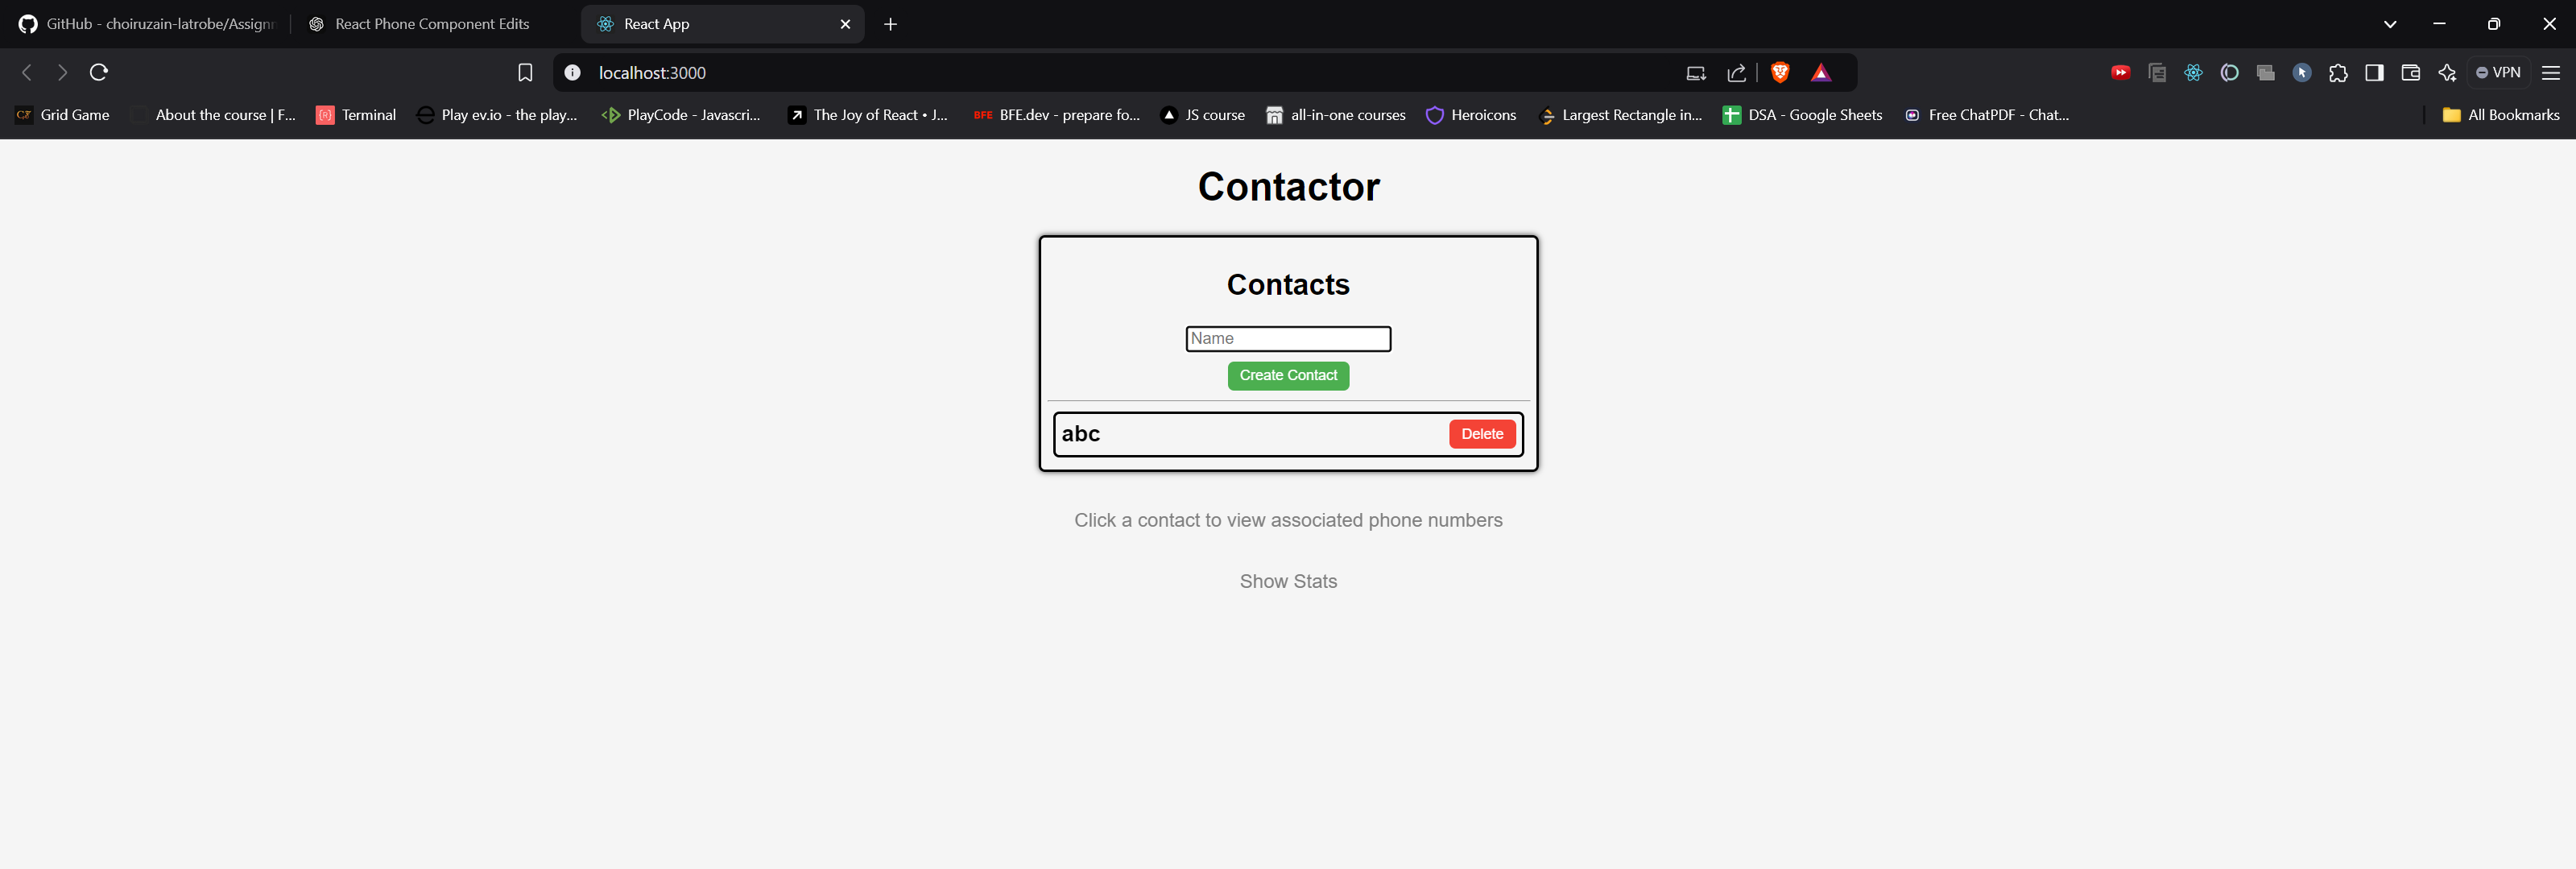 GitHub - choiruzain-latrobe/Assignn
React Phone Component Edits
React App
localhost:3000
VPN
Grid Game
About the course | F...
Terminal
Play ev.io - the play...
PlayCode - Javascri...
The Joy of React • J...
BFE BFE.dev - prepare fo...
JS course
all-in-one courses
Heroicons
Largest Rectangle in...
DSA - Google Sheets
Free ChatPDF - Chat...
All Bookmarks
Contactor
Contacts
Name
Create Contact
abc
Delete
Click a contact to view associated phone numbers
Show Stats